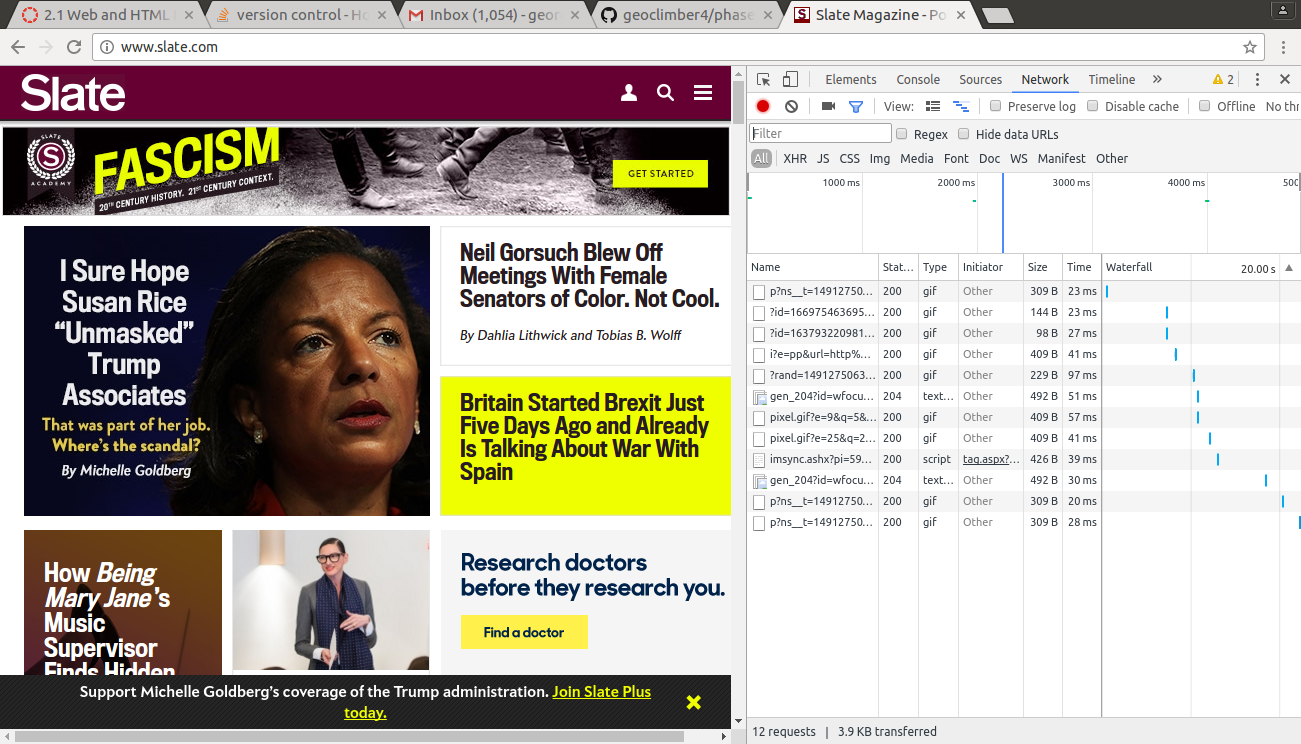 2.1 Web and HTML
version control - Ho
Inbox (1,054) - geor
geoclimber4/phase
Slate Magazine - Po
www.slate.com
Slate
SLATE
S
ACADEMY
FASCISM
20TH CENTURY HISTORY. 21ST CENTURY CONTEXT.
GET STARTED
I Sure Hope
Susan Rice
“Unmasked”
Trump
Associates
That was part of her job.
Where’s the scandal?
By Michelle Goldberg
Neil Gorsuch Blew Off
Meetings With Female
Senators of Color. Not Cool.
By Dahlia Lithwick and Tobias B. Wolff
Britain Started Brexit Just
Five Days Ago and Already
Is Talking About War With
Spain
How Being
Mary Jane’s
Music
Supervisor
Finds Hidden
Research doctors
before they research you.
Find a doctor
Support Michelle Goldberg’s coverage of the Trump administration. Join Slate Plus
today.
Elements Console Sources Network Timeline » 2
View: Preserve log Disable cache Offline No thr
Filter Regex Hide data URLs
All XHR JS CSS Img Media Font Doc WS Manifest Other
1000 ms 2000 ms 3000 ms 4000 ms 500
Name Stat... Type Initiator Size Time Waterfall 20.00 s
p?ns__t=14912750... 200 gif Other 309 B 23 ms
?id=166975463695... 200 gif Other 144 B 23 ms
?id=163793220981... 200 gif Other 98 B 27 ms
i?e=pp&url=http%... 200 gif Other 409 B 41 ms
?rand=1491275063... 200 gif Other 229 B 97 ms
gen_204?id=wfocu... 204 text... Other 492 B 51 ms
pixel.gif?e=9&q=5&... 200 gif Other 409 B 57 ms
pixel.gif?e=25&q=2... 200 gif Other 409 B 41 ms
imsync.ashx?pi=59... 200 script tag.aspx?... 426 B 39 ms
gen_204?id=wfocu... 204 text... Other 492 B 30 ms
p?ns__t=14912750... 200 gif Other 309 B 20 ms
p?ns__t=14912750... 200 gif Other 309 B 28 ms
12 requests | 3.9 KB transferred